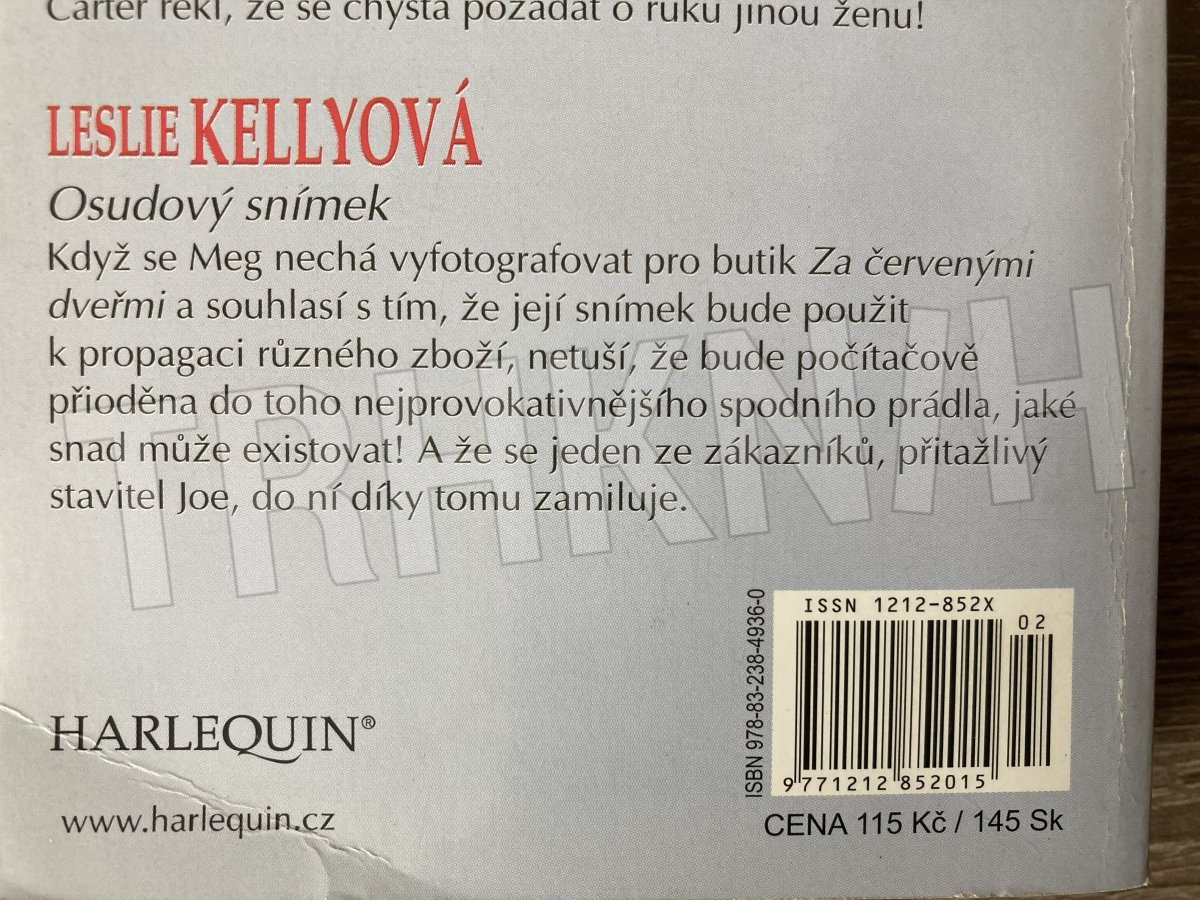 Carter řekl, že se chystá požádat o ruku jinou ženu!
LESLIE KELLYOVÁ
Osudový snímek
Když se Meg nechá vyfotografovat pro butik Za červenými
dveřmi a souhlasí s tím, že její snímek bude použit
k propagaci různého zboží, netuší, že bude počítačově
přioděna do toho nejprovokativnějšího spodního prádla, jaké
snad může existovat! A že se jeden ze zákazníků, přitažlivý
stavitel Joe, do ní díky tomu zamiluje.
TRHKNIH
HARLEQUIN®
www.harlequin.cz
ISBN 978-83-238-4936-0
ISSN 1212-852X
02
9 771212 852015
CENA 115 Kč / 145 Sk